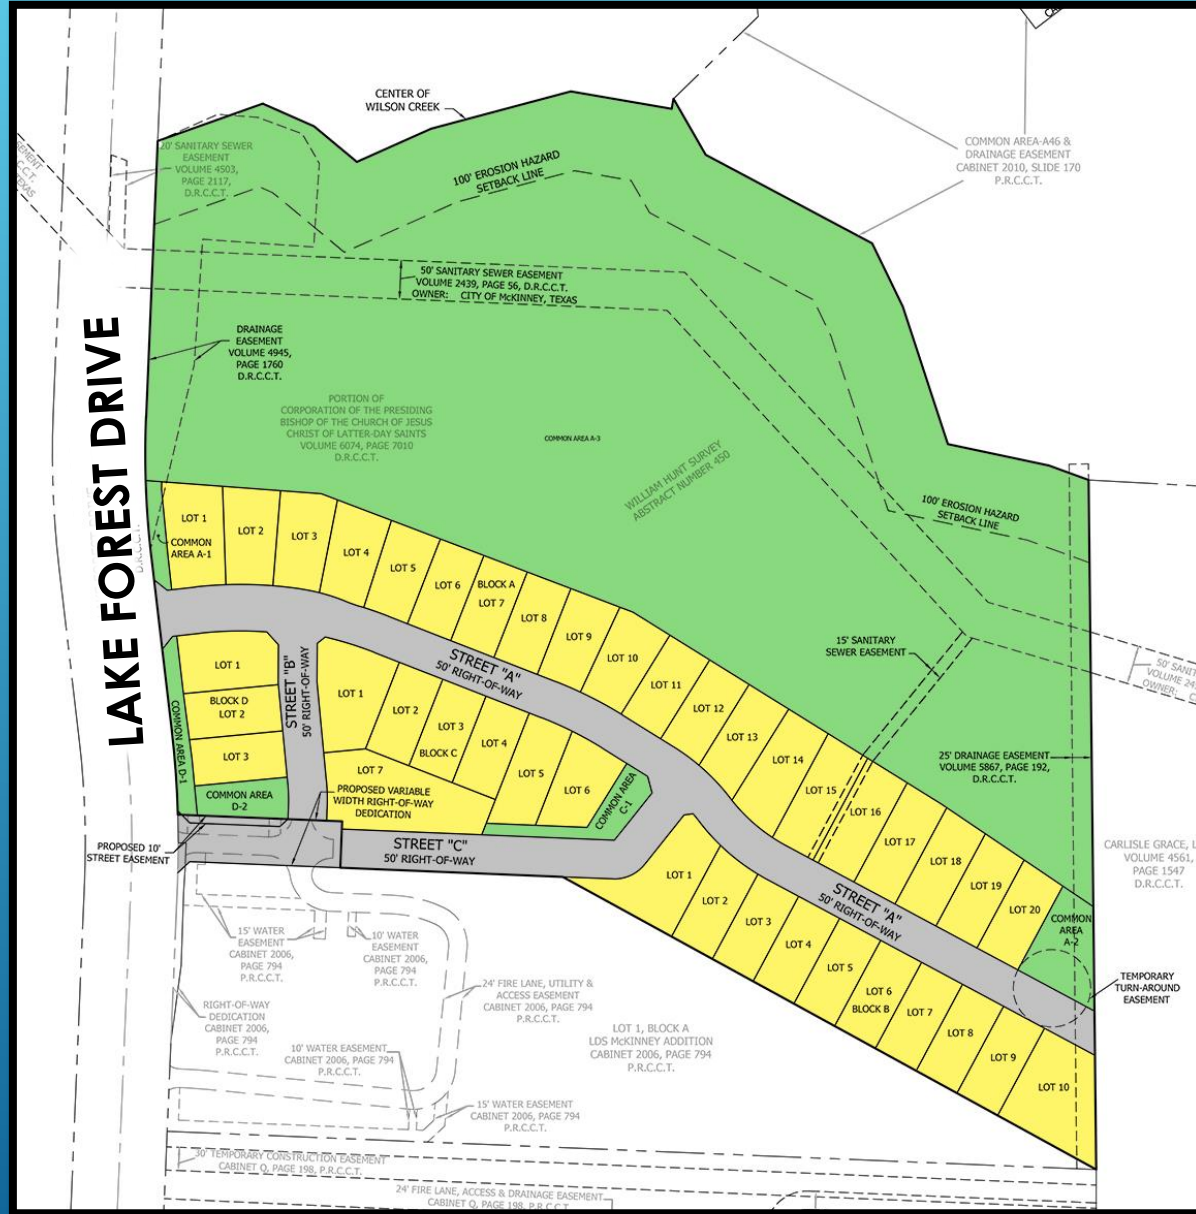 CENTER OF
WILSON CREEK
20' SANITARY SEWER
EASEMENT
VOLUME 4503,
PAGE 2117,
D.R.C.C.T.
100' EROSION HAZARD
SETBACK LINE
COMMON AREA-A46 &
DRAINAGE EASEMENT
CABINET 2010, SLIDE 170
P.R.C.C.T.
50' SANITARY SEWER EASEMENT
VOLUME 2439, PAGE 56, D.R.C.C.T.
OWNER: CITY OF McKINNEY, TEXAS
DRAINAGE
EASEMENT
VOLUME 4945,
PAGE 1760
D.R.C.C.T.
PORTION OF
CORPORATION OF THE PRESIDING
BISHOP OF THE CHURCH OF JESUS
CHRIST OF LATTER-DAY SAINTS
VOLUME 6074, PAGE 7010
D.R.C.C.T.
COMMON AREA A-3
WILLIAM HUNT SURVEY
ABSTRACT NUMBER 450
100' EROSION HAZARD
SETBACK LINE
LAKE FOREST DRIVE
LOT 1
COMMON
AREA A-1
LOT 2
LOT 3
LOT 4
LOT 5
LOT 6
BLOCK A
LOT 7
LOT 8
LOT 9
LOT 10
LOT 11
LOT 12
LOT 13
LOT 14
LOT 15
LOT 16
LOT 17
LOT 18
LOT 19
LOT 20
COMMON
AREA
A-2
15' SANITARY
SEWER EASEMENT
25' DRAINAGE EASEMENT
VOLUME 5867, PAGE 192,
D.R.C.C.T.
CARLISLE GRACE, L
VOLUME 4561,
PAGE 1547
D.R.C.C.T.
STREET "A"
50' RIGHT-OF-WAY
STREET "B"
50' RIGHT-OF-WAY
LOT 1
BLOCK D
LOT 2
LOT 3
COMMON AREA D-1
COMMON AREA
D-2
LOT 1
LOT 2
LOT 3
BLOCK C
LOT 4
LOT 5
LOT 6
LOT 7
COMMON AREA
C-1
PROPOSED VARIABLE
WIDTH RIGHT-OF-WAY
DEDICATION
PROPOSED 10'
STREET EASEMENT
STREET "C"
50' RIGHT-OF-WAY
STREET "A"
50' RIGHT-OF-WAY
LOT 1
LOT 2
LOT 3
LOT 4
LOT 5
LOT 6
BLOCK B
LOT 7
LOT 8
LOT 9
LOT 10
TEMPORARY
TURN-AROUND
EASEMENT
15' WATER
EASEMENT
CABINET 2006,
PAGE 794
P.R.C.C.T.
10' WATER
EASEMENT
CABINET 2006,
PAGE 794
P.R.C.C.T.
RIGHT-OF-WAY
DEDICATION
CABINET 2006,
PAGE 794
P.R.C.C.T.
24' FIRE LANE, UTILITY &
ACCESS EASEMENT
CABINET 2006, PAGE 794
P.R.C.C.T.
10' WATER EASEMENT
CABINET 2006, PAGE 794
P.R.C.C.T.
LOT 1, BLOCK A
LDS McKINNEY ADDITION
CABINET 2006, PAGE 794
P.R.C.C.T.
15' WATER EASEMENT
CABINET 2006, PAGE 794
P.R.C.C.T.
30' TEMPORARY CONSTRUCTION EASEMENT
CABINET Q, PAGE 198, P.R.C.C.T.
24' FIRE LANE, ACCESS & DRAINAGE EASEMENT
CABINET Q, PAGE 198, P.R.C.C.T.